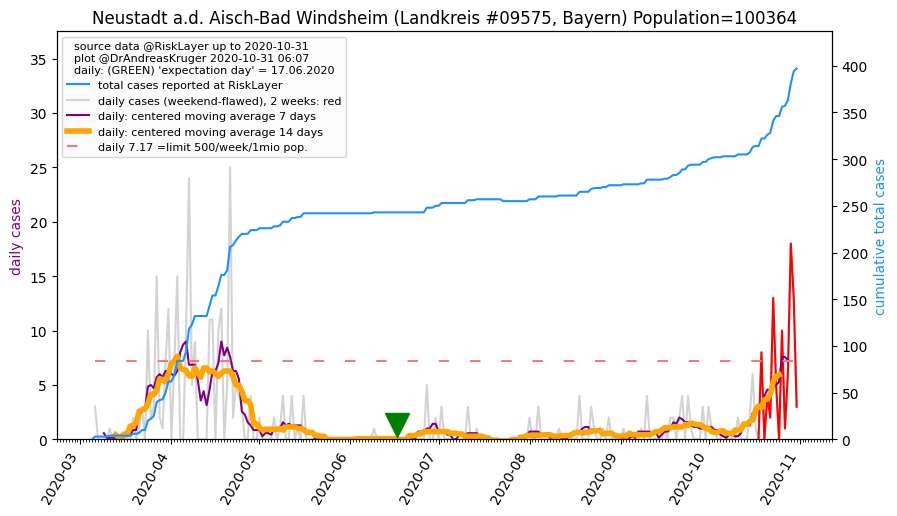 Neustadt a.d. Aisch-Bad Windsheim (Landkreis #09575, Bayern) Population=100364
source data @RiskLayer up to 2020-10-31
plot @DrAndreasKruger 2020-10-31 06:07
daily: (GREEN) 'expectation day' = 17.06.2020
total cases reported at RiskLayer
daily cases (weekend-flawed), 2 weeks: red
daily: centered moving average 7 days
daily: centered moving average 14 days
daily 7.17 =limit 500/week/1mio pop.
daily cases
35
30
25
20
15
10
5
0
cumulative total cases
400
350
300
250
200
150
100
50
0
2020-03
2020-04
2020-05
2020-06
2020-07
2020-08
2020-09
2020-10
2020-11